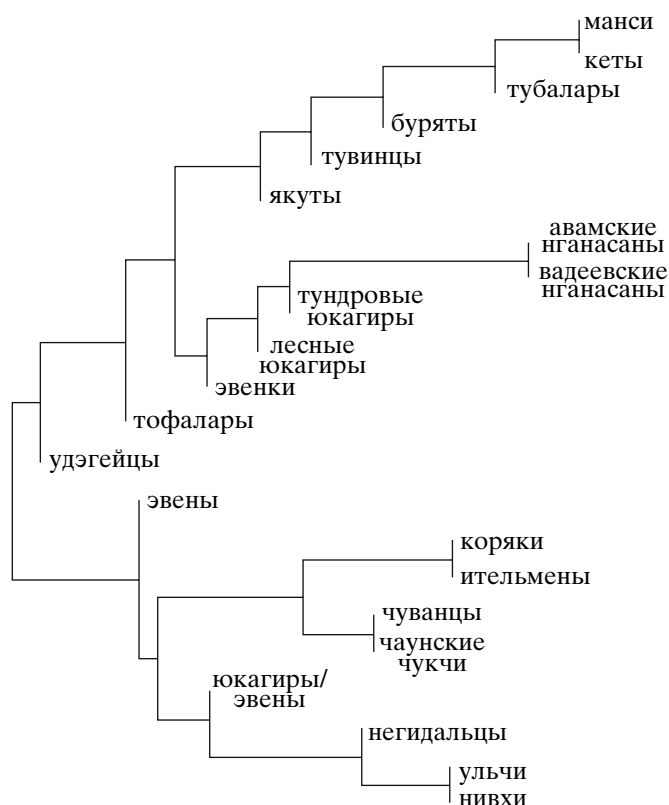 манси
кеты
тубалары
буряты
тувинцы
якуты
авамские
нганасаны
вадеевские
нганасаны
тундровые
юкагиры
лесные
юкагиры
эвенки
тофалары
удэгейцы
эвены
коряки
ительмены
чуванцы
чаунские
чукчи
юкагиры/
эвены
негидальцы
ульчи
нивхи